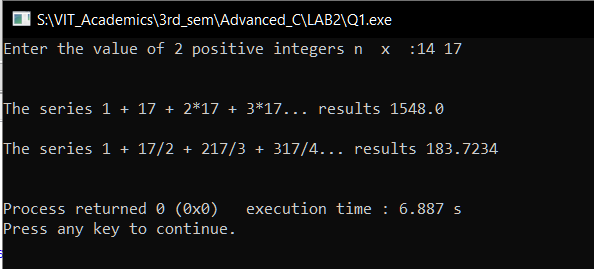 S:\VIT_Academics\3rd_sem\Advanced_C\LAB2\Q1.exe
Enter the value of 2 positive integers n  x  :14 17
The series 1 + 17 + 2*17 + 3*17... results 1548.0
The series 1 + 17/2 + 217/3 + 317/4... results 183.7234
Process returned 0 (0x0)   execution time : 6.887 s
Press any key to continue.